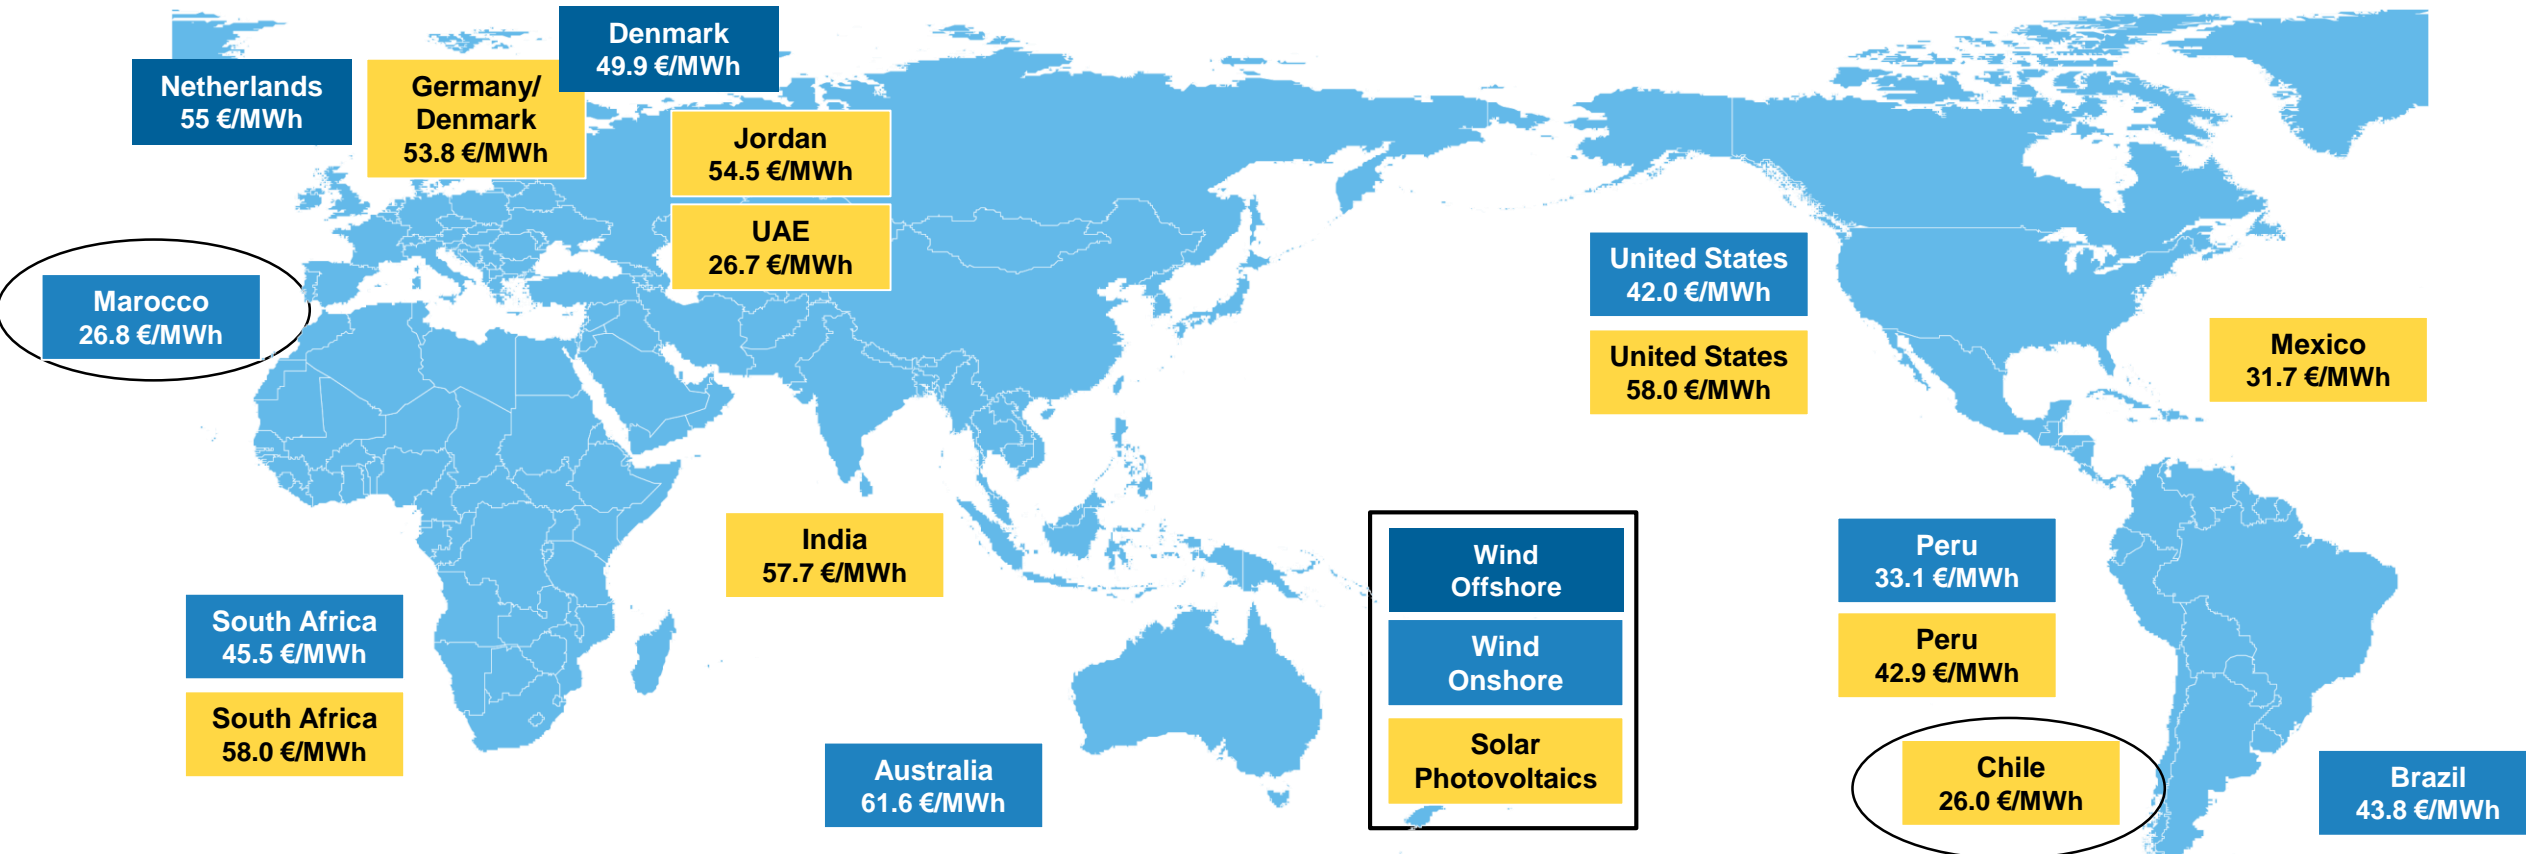 Denmark
49.9 €/MWh
Netherlands
55 €/MWh
Germany/
Denmark
53.8 €/MWh
Jordan
54.5 €/MWh
UAE
26.7 €/MWh
Marocco
26.8 €/MWh
United States
42.0 €/MWh
United States
58.0 €/MWh
Mexico
31.7 €/MWh
India
57.7 €/MWh
Wind
Offshore
Wind
Onshore
Solar
Photovoltaics
Peru
33.1 €/MWh
Peru
42.9 €/MWh
South Africa
45.5 €/MWh
South Africa
58.0 €/MWh
Australia
61.6 €/MWh
Chile
26.0 €/MWh
Brazil
43.8 €/MWh